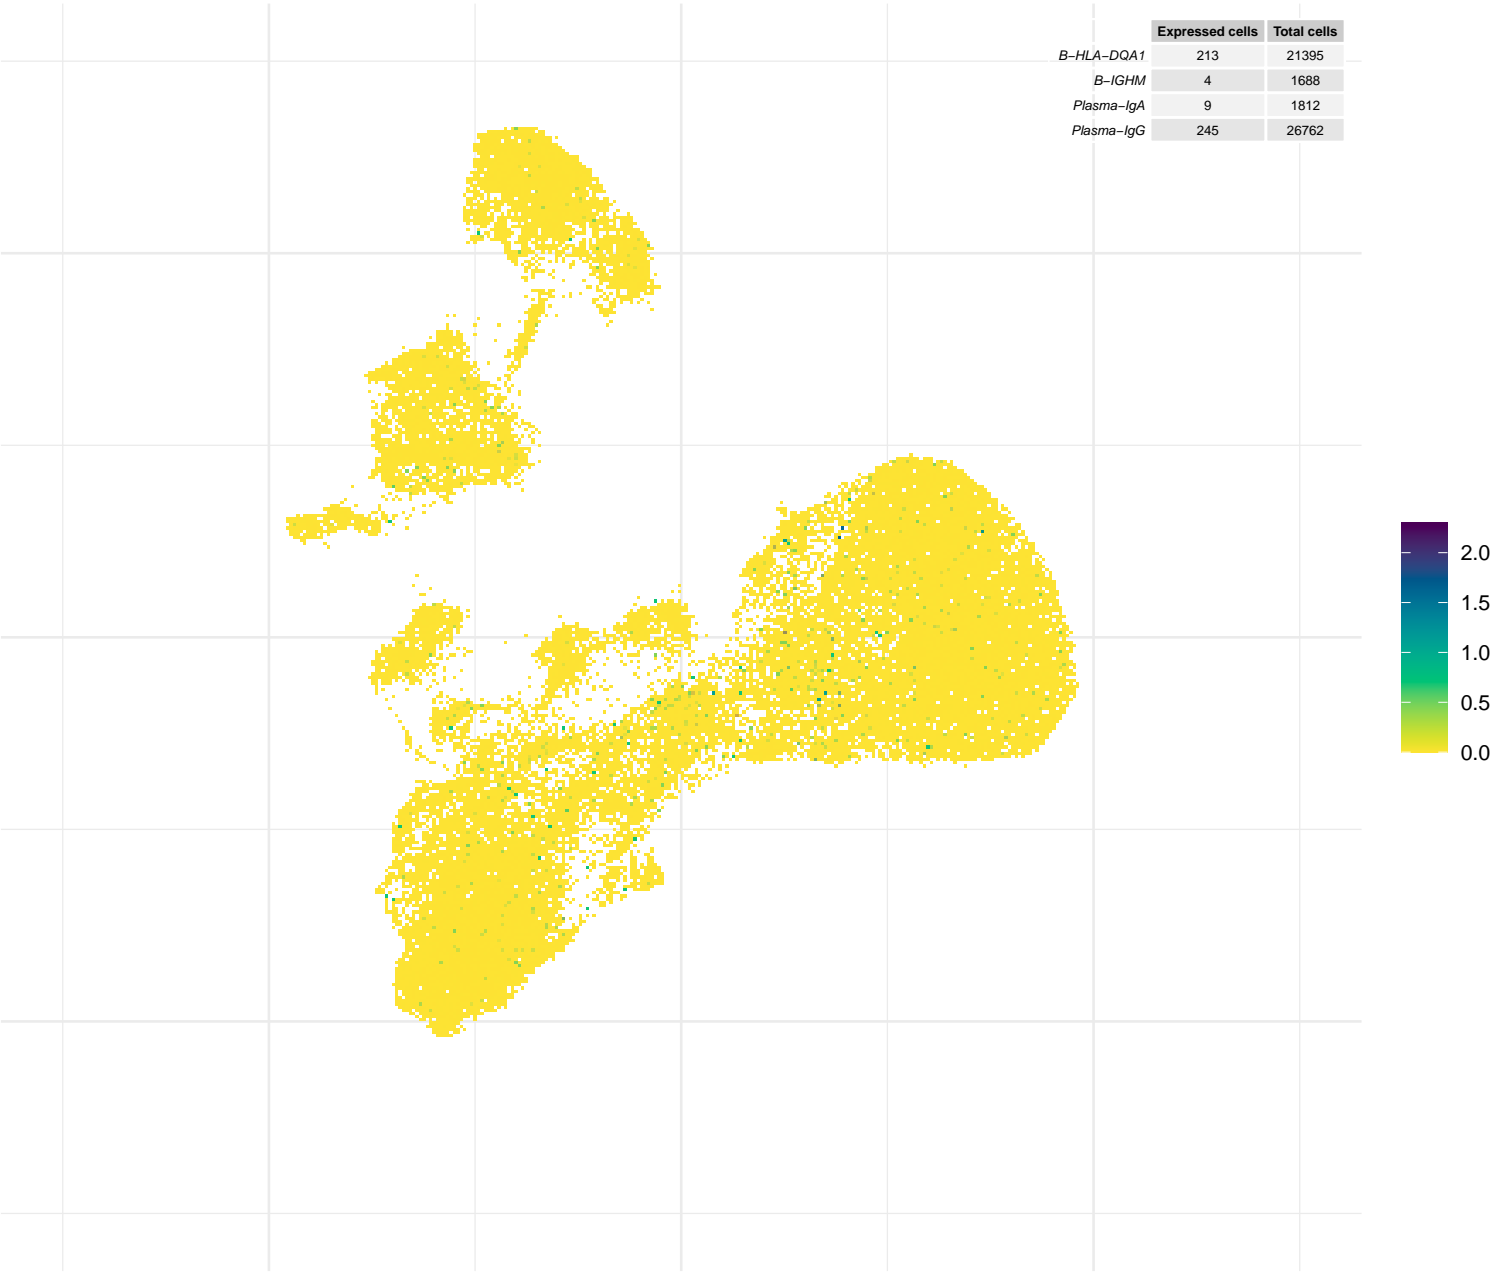 Expressed cells Total cells
B−HLA−DQA1 213 21395
B−IGHM 4 1688
Plasma−IgA 9 1812
Plasma−IgG 245 26762
2.0
1.5
1.0
0.5
0.0